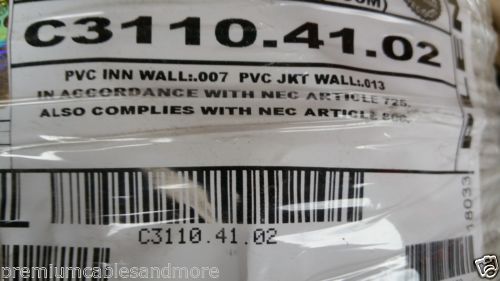 C3110.41.02
PVC INN WALL:.007 PVC JKT WALL:.013
IN ACCORDANCE WITH NEC ARTICLE 725.
ALSO COMPLIES WITH NEC ARTICLE
C3110.41.02
18033
premiumcablesandmore